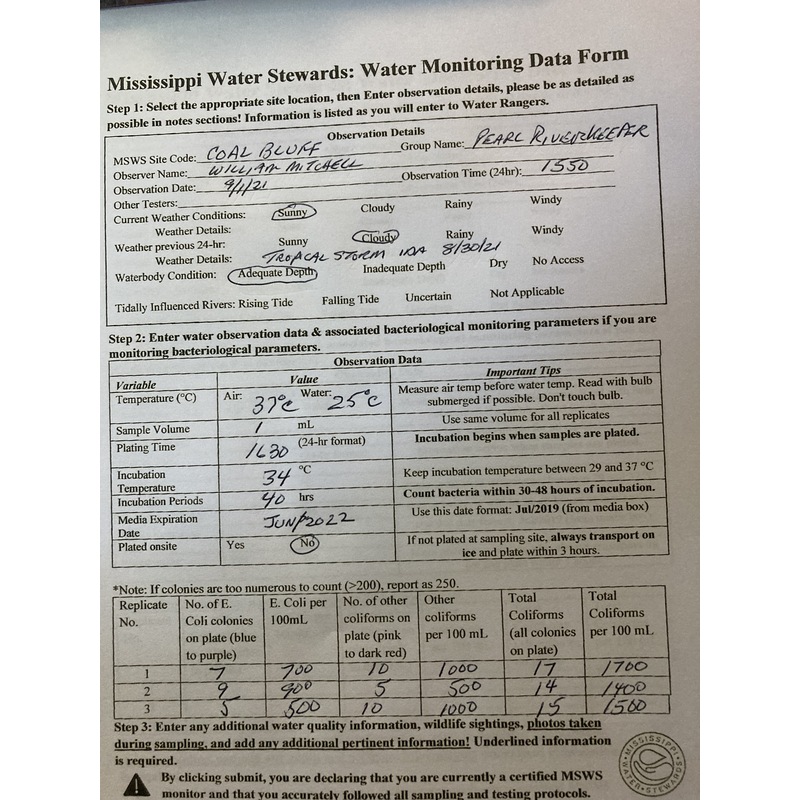 Mississippi Water Stewards: Water Monitoring Data Form
Step 1: Select the appropriate site location, then Enter observation details, please be as detailed as
possible in notes sections! Information is listed as you will enter to Water Rangers.
Observation Details
MSWS Site Code: COAL BLUFF Group Name: PEARL RIVERKEEPER
Observer Name: WILLIAM MITCHELL
Observation Date: 9/1/21 Observation Time (24hr): 1550
Other Testers:
Current Weather Conditions: Sunny Cloudy Rainy Windy
Weather Details:
Weather previous 24-hr: Sunny Cloudy Rainy Windy
Weather Details: TROPICAL STORM IDA 8/30/21
Waterbody Condition: Adequate Depth Inadequate Depth Dry No Access
Tidally Influenced Rivers: Rising Tide Falling Tide Uncertain Not Applicable
Step 2: Enter water observation data & associated bacteriological monitoring parameters if you are
monitoring bacteriological parameters.
Observation Data
Variable Value Important Tips
Temperature (°C) Air: 37°C Water: 25°C Measure air temp before water temp. Read with bulb
submerged if possible. Don't touch bulb.
Sample Volume 1 mL Use same volume for all replicates
Plating Time 1630 (24-hr format) Incubation begins when samples are plated.
Incubation
Temperature 34 °C Keep incubation temperature between 29 and 37 °C
Incubation Periods 40 hrs Count bacteria within 30-48 hours of incubation.
Media Expiration
Date JUN/2022 Use this date format: Jul/2019 (from media box)
Plated onsite Yes No If not plated at sampling site, always transport on
ice and plate within 3 hours.
*Note: If colonies are too numerous to count (>200), report as 250.
Replicate No. of E. E. Coli per No. of other Other Total Total
No. Coli colonies 100mL coliforms on coliforms Coliforms Coliforms
on plate (blue plate (pink per 100 mL (all colonies per 100 mL
to purple) to dark red) on plate)
1 7 700 10 1000 17 1700
2 9 900 5 500 14 1400
3 5 500 10 1000 15 1500
Step 3: Enter any additional water quality information, wildlife sightings, photos taken
during sampling, and add any additional pertinent information! Underlined information
is required.
By clicking submit, you are declaring that you are currently a certified MSWS
monitor and that you accurately followed all sampling and testing protocols.
MISSISSIPPI WATER STEWARDS